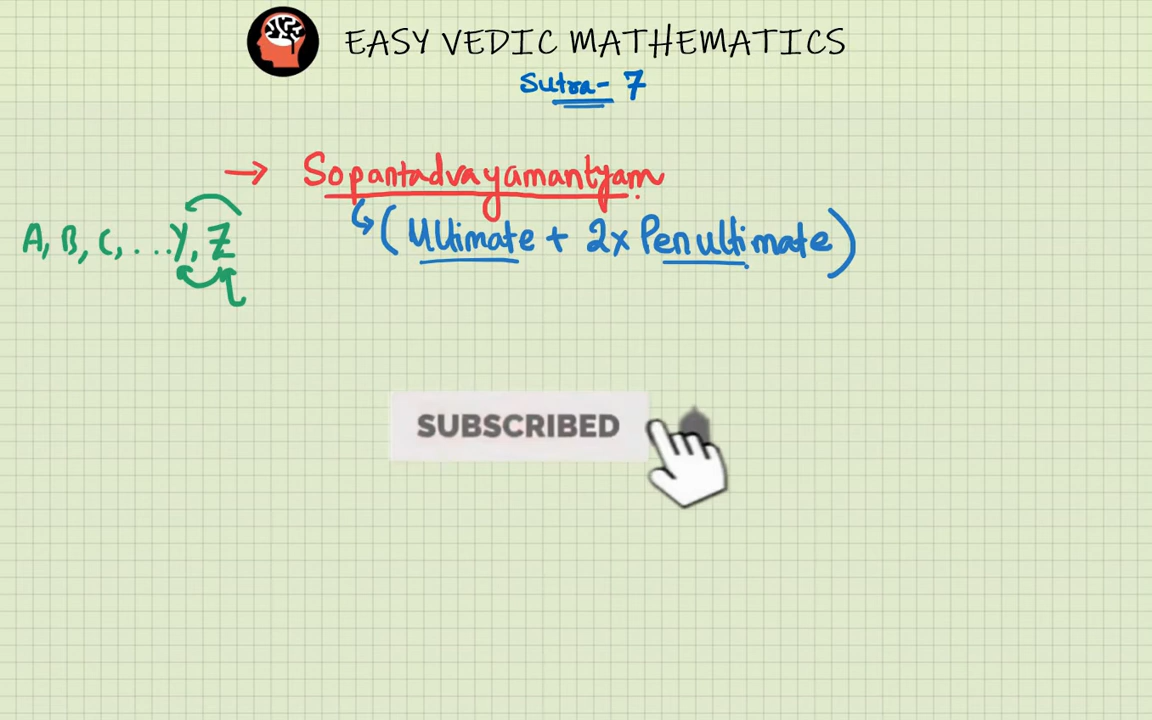 EASY VEDIC MATHEMATICS
Sutra- 7
→ Sopantadvayamantyam
A, B, C, ...Y, Z
(Ultimate + 2x Penultimate)
SUBSCRIBED